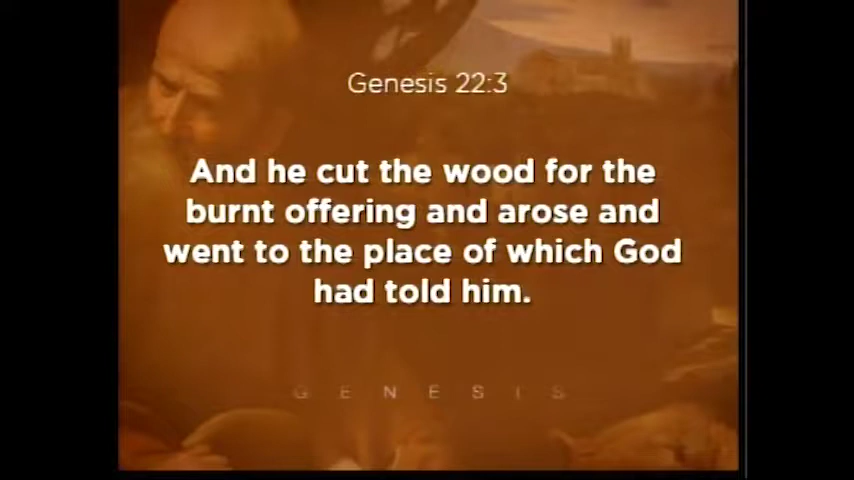 Genesis 22:3
And he cut the wood for the
burnt offering and arose and
went to the place of which God
had told him.
GENESIS